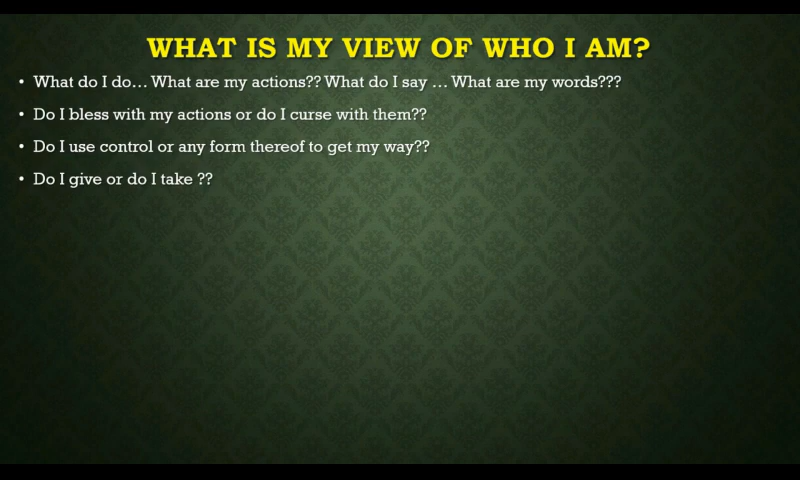 WHAT IS MY VIEW OF WHO I AM?
• What do I do... What are my actions?? What do I say ... What are my words???
• Do I bless with my actions or do I curse with them??
• Do I use control or any form thereof to get my way??
• Do I give or do I take ??